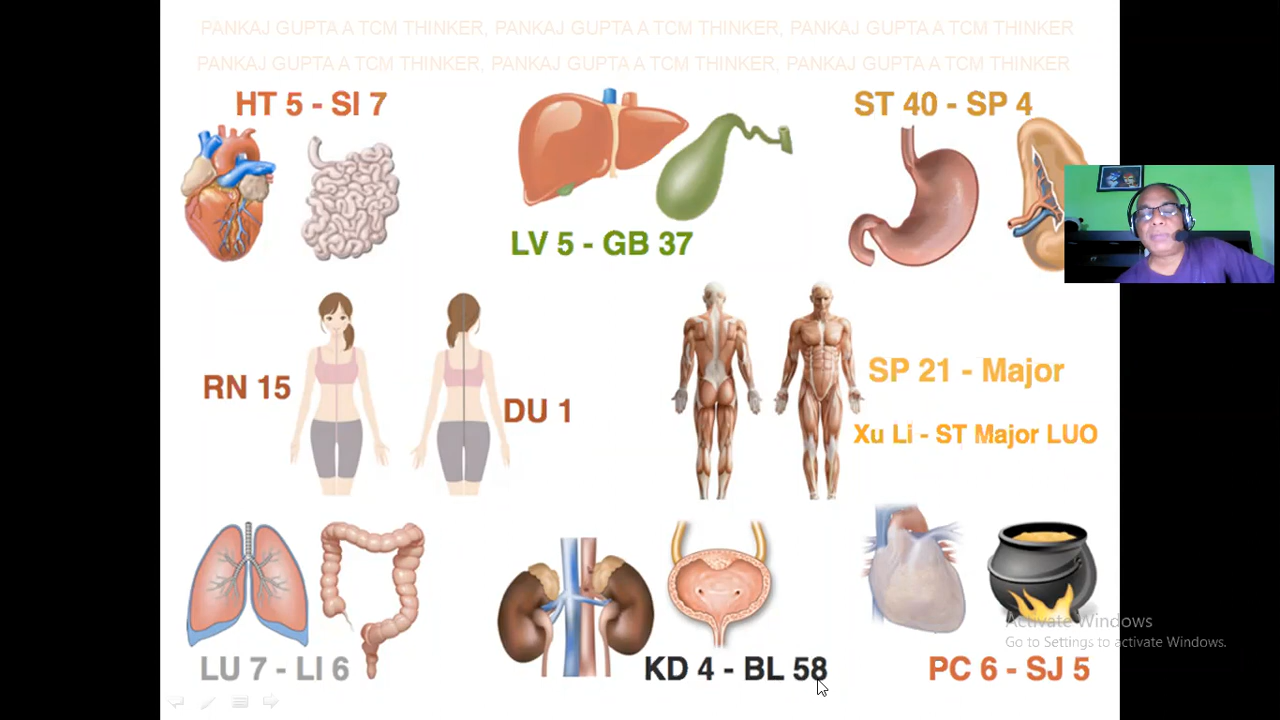 PANKAJ GUPTA A TCM THINKER, PANKAJ GUPTA A TCM THINKER, PANKAJ GUPTA A TCM THINKER
PANKAJ GUPTA A TCM THINKER, PANKAJ GUPTA A TCM THINKER, PANKAJ GUPTA A TCM THINKER
HT 5 - SI 7
ST 40 - SP 4
LV 5 - GB 37
RN 15
DU 1
SP 21 - Major
Xu Li - ST Major LUO
LU 7 - LI 6
KD 4 - BL 58
PC 6 - SJ 5
Activate Windows
Go to Settings to activate Windows.